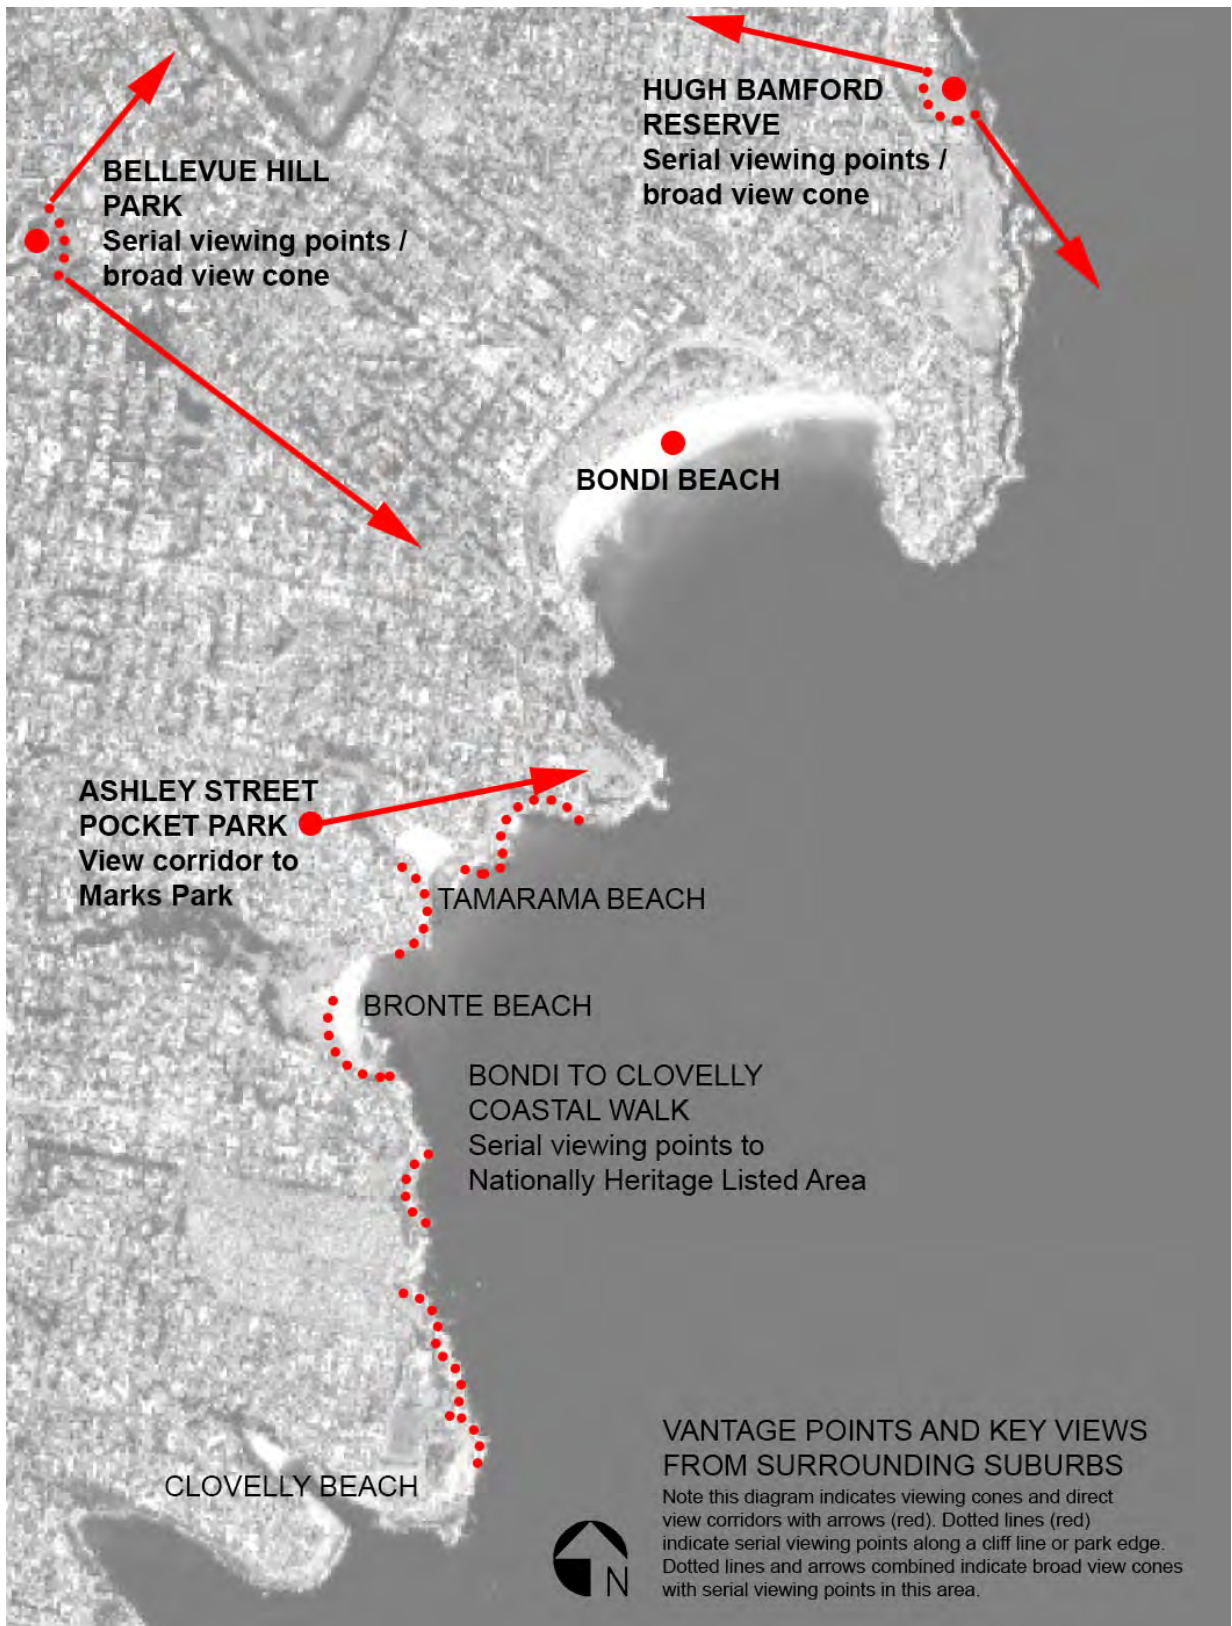 HUGH BAMFORD
RESERVE
Serial viewing points /
broad view cone
BELLEVUE HILL
PARK
Serial viewing points /
broad view cone
BONDI BEACH
ASHLEY STREET
POCKET PARK
View corridor to
Marks Park
TAMARAMA BEACH
BRONTE BEACH
BONDI TO CLOVELLY
COASTAL WALK
Serial viewing points to
Nationally Heritage Listed Area
CLOVELLY BEACH
VANTAGE POINTS AND KEY VIEWS
FROM SURROUNDING SUBURBS
Note this diagram indicates viewing cones and direct
view corridors with arrows (red). Dotted lines (red)
indicate serial viewing points along a cliff line or park edge.
Dotted lines and arrows combined indicate broad view cones
with serial viewing points in this area.
N